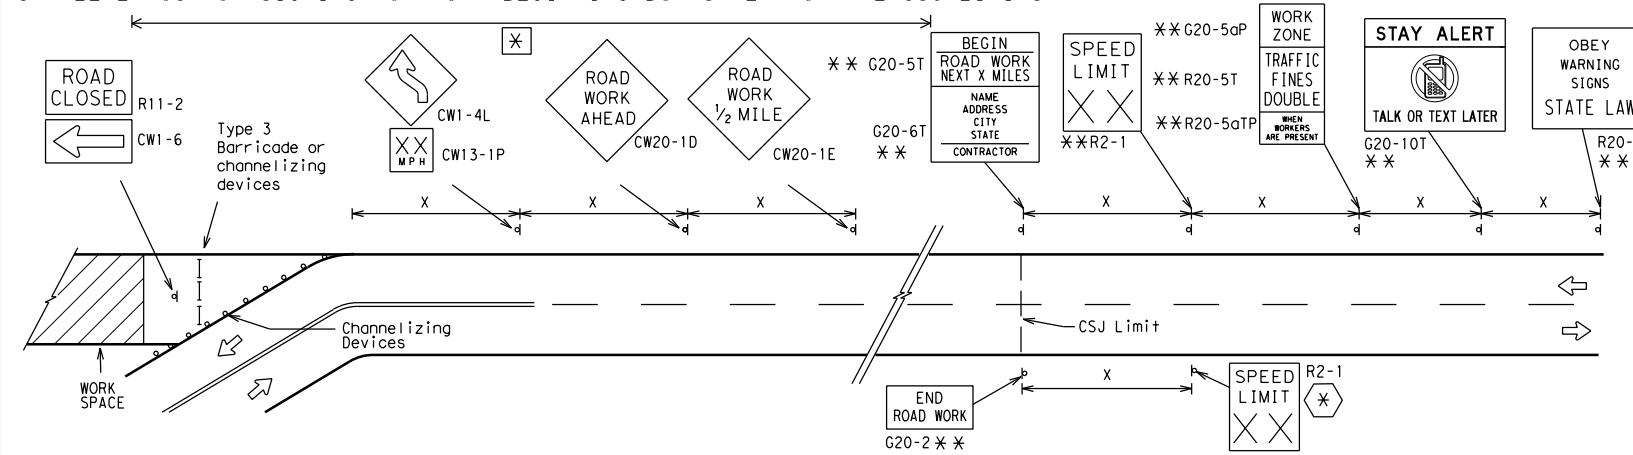 ROAD
CLOSED
R11-2
CW1-6
Type 3
Barricade or
channelizing
devices
CW1-4L
XX
MPH
CW13-1P
*
ROAD
WORK
AHEAD
CW20-1D
ROAD
WORK
1/2 MILE
CW20-1E
** G20-5T
G20-6T
**
BEGIN
ROAD WORK
NEXT X MILES
NAME
ADDRESS
CITY
STATE
CONTRACTOR
SPEED
LIMIT
XX
**R2-1
**G20-5aP
WORK
ZONE
**R20-5T
TRAFFIC
FINES
DOUBLE
**R20-5aTP
WHEN
WORKERS
ARE PRESENT
STAY ALERT
TALK OR TEXT LATER
G20-10T
**
OBEY
WARNING
SIGNS
STATE LAW
R20-
**
X
X
X
X
X
X
X
Channelizing
Devices
CSJ Limit
WORK
SPACE
END
ROAD WORK
G20-2 **
X
SPEED
LIMIT
XX
R2-1
*